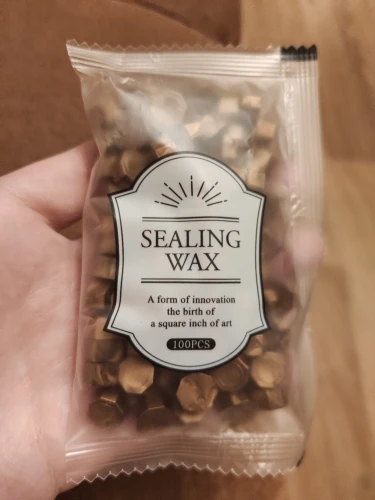 SEALING
WAX
A form of innovation
the birth of
a square inch of art
100PCS